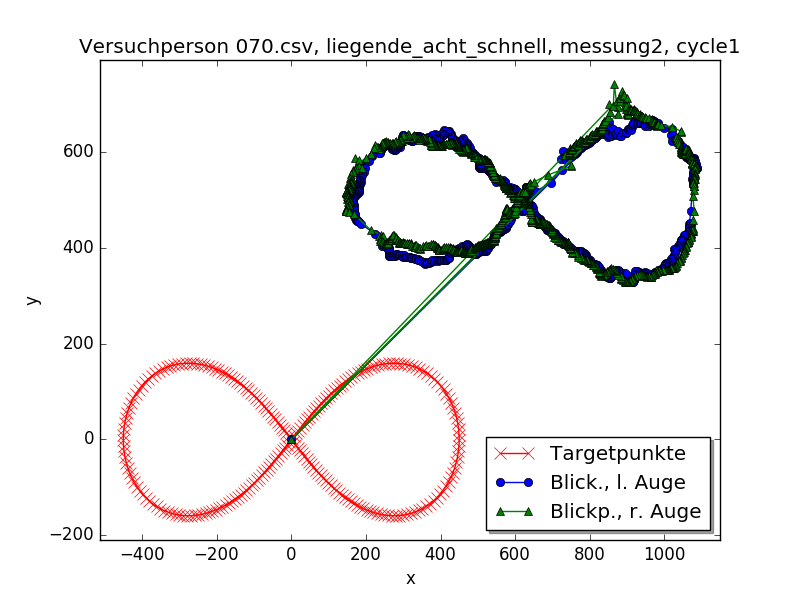 Versuchperson 070.csv, liegende_acht_schnell, messung2, cycle1
600
400
200
0
−200
y
−400
−200
0
200
400
600
800
1000
x
Targetpunkte
Blick., l. Auge
Blickp., r. Auge